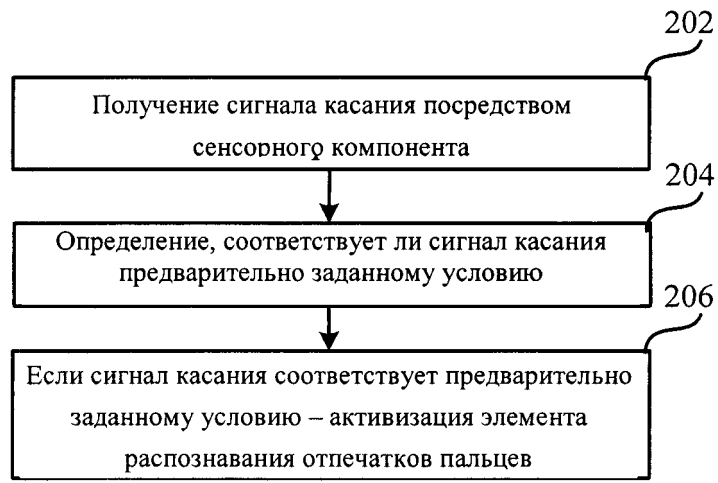 202
Получение сигнала касания посредством
сенсорного компонента
204
Определение, соответствует ли сигнал касания
предварительно заданному условию
206
Если сигнал касания соответствует предварительно
заданному условию – активизация элемента
распознавания отпечатков пальцев